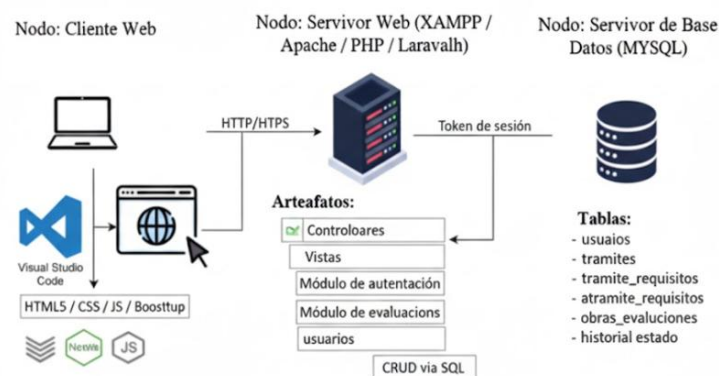 Nodo: Cliente Web
Nodo: Servivor Web (XAMPP /
Apache / PHP / Laravalh)
Nodo: Servivor de Base
Datos (MYSQL)
HTTP/HTPS
Token de sesión
Visual Studio
Code
HTML5 / CSS / JS / Boosttup
JS
Arteafatos:
Controloares
Vistas
Módulo de autentación
Módulo de evaluacions
usuarios
CRUD via SQL
Tablas:
- usuaios
- tramites
- tramite_requisitos
- atramite_requisitos
- obras_evaluciones
- historial estado